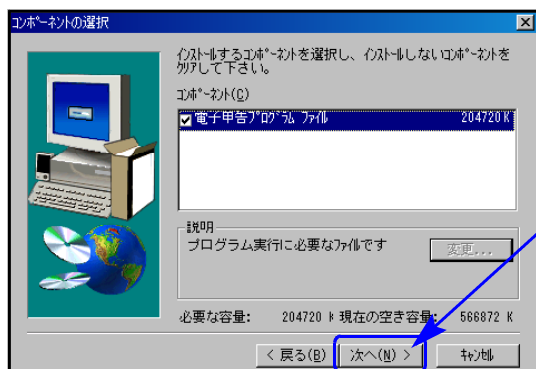 コンポーネントの選択
インストールするコンポーネントを選択し、インストールしないコンポーネントを
クリアして下さい。
コンポーネント(C)
電子申告プログラム ファイル 204720 K
説明
プログラム実行に必要なファイルです
変更...
必要な容量: 204720 K 現在の空き容量: 566872 K
< 戻る(B) 次へ(N) > キャンセル